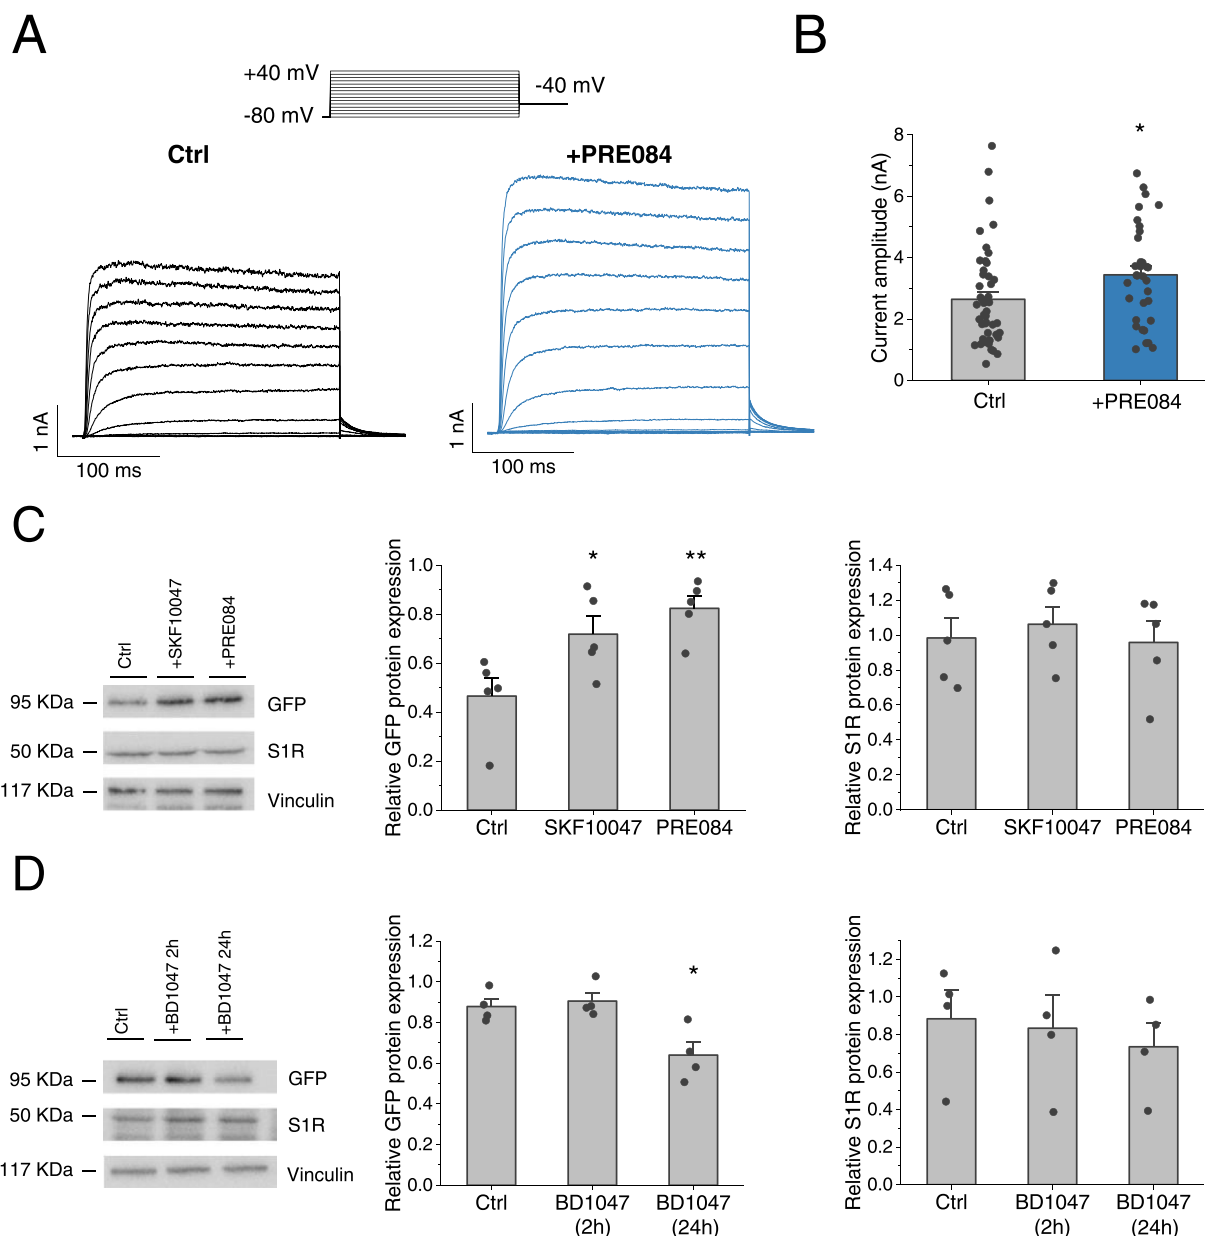 A
+40 mV
-40 mV
-80 mV
Ctrl
+PRE084
1 nA
100 ms
1 nA
100 ms
B
Current amplitude (nA)
8
6
4
2
0
Ctrl
+PRE084
*
C
Ctrl
+SKF10047
+PRE084
95 KDa
GFP
50 KDa
S1R
117 KDa
Vinculin
Relative GFP protein expression
1.0
0.8
0.6
0.4
0.2
0.0
*
**
Ctrl
SKF10047
PRE084
Relative S1R protein expression
1.4
1.2
1.0
0.8
0.6
0.4
0.2
0.0
Ctrl
SKF10047
PRE084
D
Ctrl
+BD1047 2h
+BD1047 24h
95 KDa
GFP
50 KDa
S1R
117 KDa
Vinculin
Relative GFP protein expression
1.2
1.0
0.8
0.6
0.4
0.2
0.0
*
Ctrl
BD1047
(2h)
BD1047
(24h)
Relative S1R protein expression
1.2
1.0
0.8
0.6
0.4
0.2
0.0
Ctrl
BD1047
(2h)
BD1047
(24h)